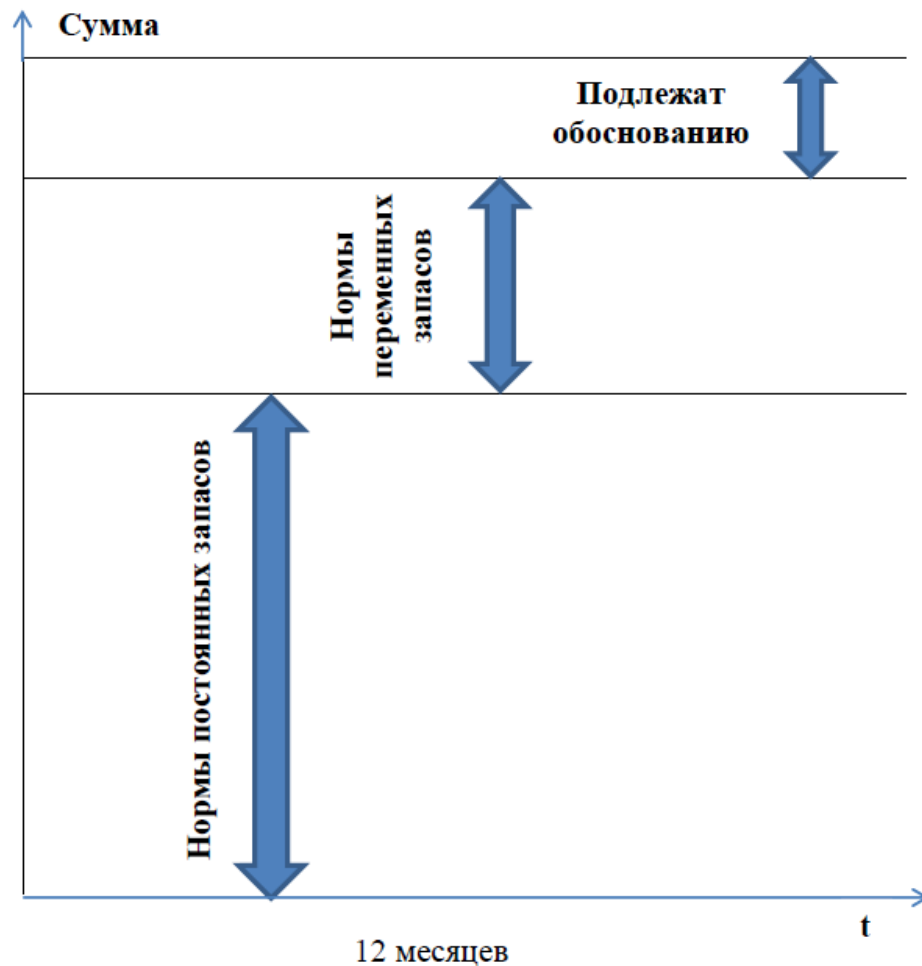 Сумма
Подлежат
обоснованию
Нормы
переменных
запасов
Нормы постоянных запасов
t
12 месяцев